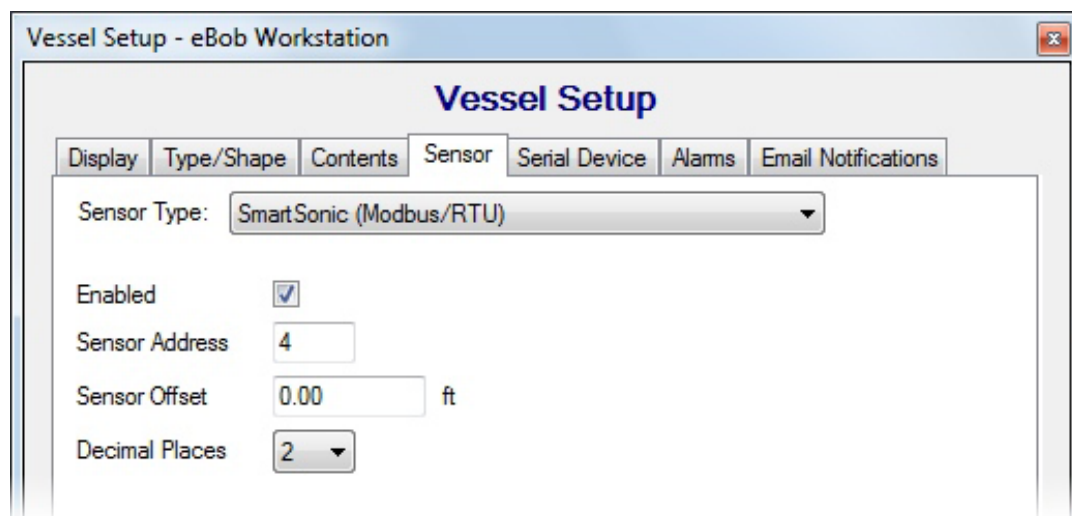 Vessel Setup - eBob Workstation
Vessel Setup
Display Type/Shape Contents Sensor Serial Device Alarms Email Notifications
Sensor Type: SmartSonic (Modbus/RTU)
Enabled
Sensor Address 4
Sensor Offset 0.00 ft
Decimal Places 2